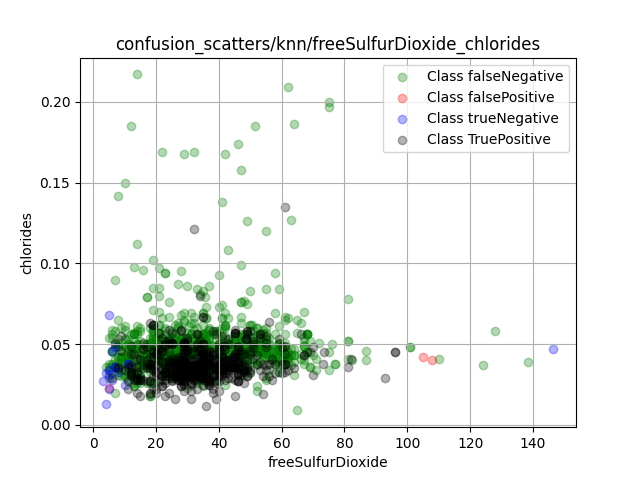 confusion_scatters/knn/freeSulfurDioxide_chlorides
Class falseNegative
Class falsePositive
Class trueNegative
Class TruePositive
0.20
0.15
0.10
0.05
0.00
chlorides
0 20 40 60 80 100 120 140
freeSulfurDioxide